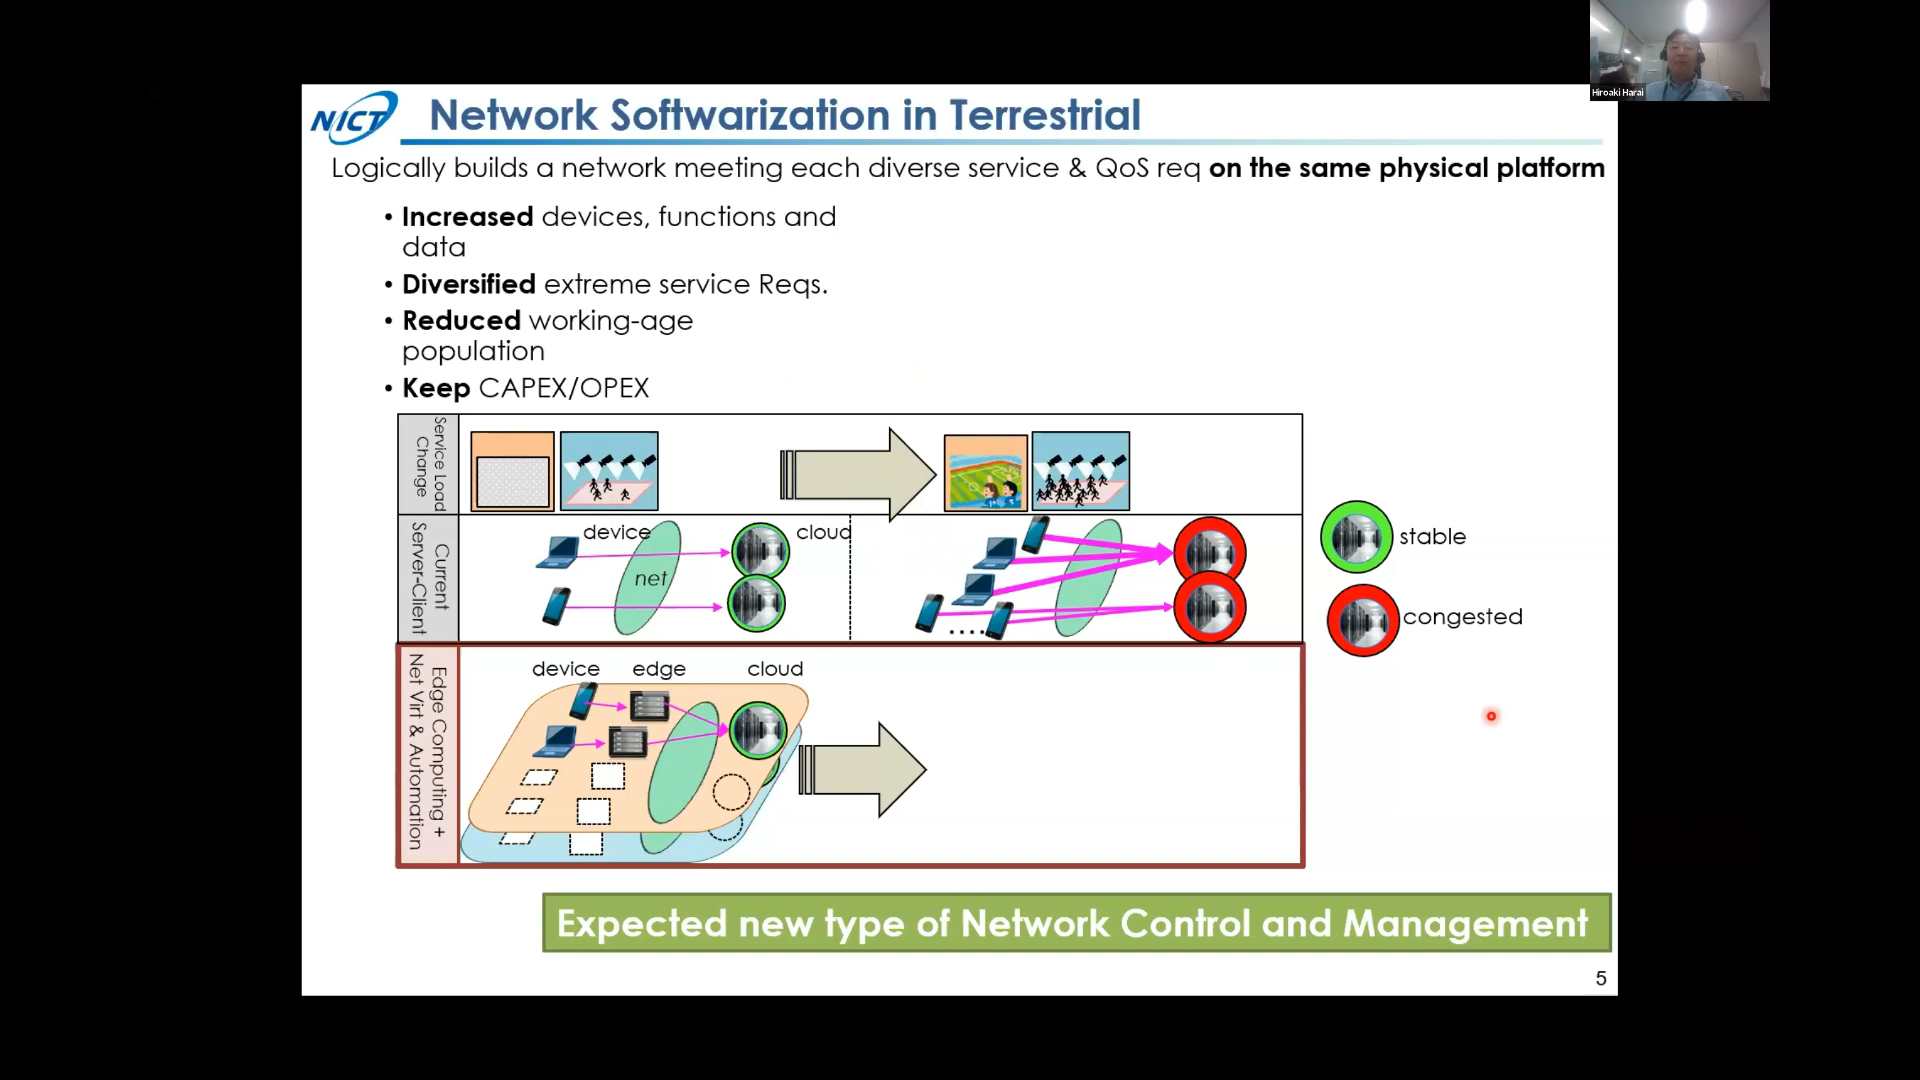 Hiroaki Harai
NICT
Network Softwarization in Terrestrial
Logically builds a network meeting each diverse service & QoS req on the same physical platform
• Increased devices, functions and
data
• Diversified extreme service Reqs.
• Reduced working-age
population
• Keep CAPEX/OPEX
Service Load
Change
Current
Server-Client
device
net
cloud
....
stable
congested
Edge Computing +
Net Virt & Automation
device
edge
cloud
Expected new type of Network Control and Management
5